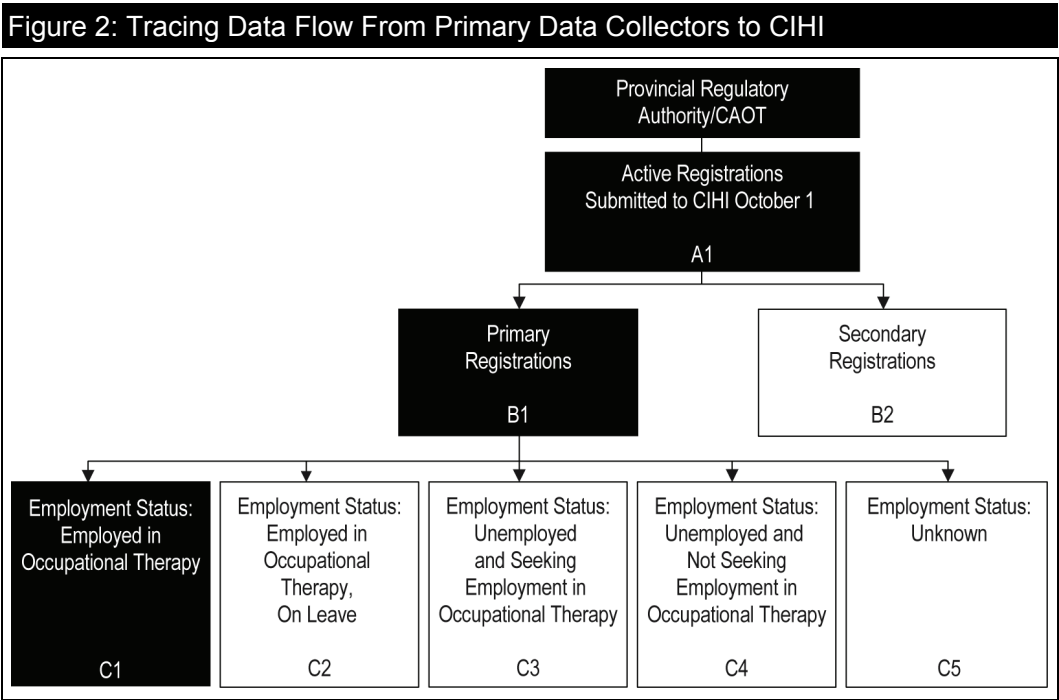 Figure 2: Tracing Data Flow From Primary Data Collectors to CIHI
Provincial Regulatory
Authority/CAOT
Active Registrations
Submitted to CIHI October 1
A1
Primary
Registrations
B1
Secondary
Registrations
B2
Employment Status:
Employed in
Occupational Therapy
C1
Employment Status:
Employed in
Occupational
Therapy,
On Leave
C2
Employment Status:
Unemployed
and Seeking
Employment in
Occupational Therapy
C3
Employment Status:
Unemployed and
Not Seeking
Employment in
Occupational Therapy
C4
Employment Status:
Unknown
C5